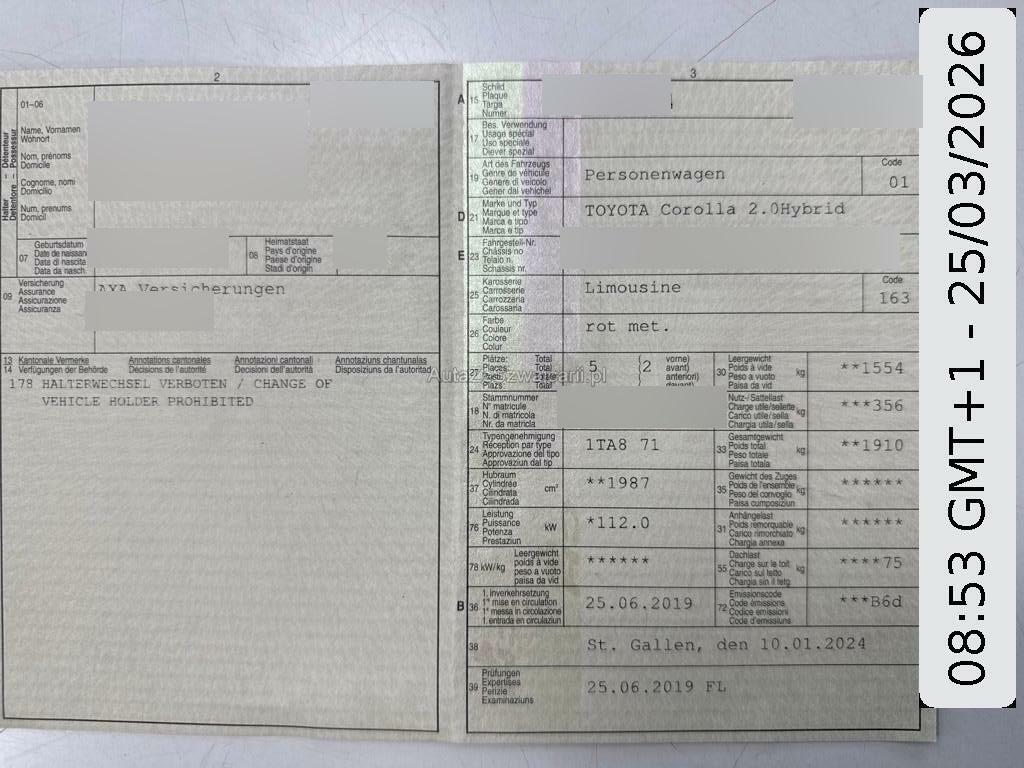 2
01–06
Halter – Détenteur
Detentore – Possessur
Name, Vornamen
Wohnort
Nom, prénoms
Domicile
Cognome, nomi
Domicilio
Num, prenums
Domicil
07
Geburtsdatum
Date de naissan
Data di nascita
Data da nasch.
08
Heimatstaat
Pays d'origine
Paese d'origine
Stadi d'origin
09
Versicherung
Assurance
Assicurazione
Assicuranza
AXA Versicherungen
13 Kantonale Vermerke Annotations cantonales Annotazioni cantonali Annotaziuns chantunalas
14 Verfügungen der Behörde Décisions de l'autorité Decisioni dell'autorità Disposiziuns da l'autoritad
178 HALTERWECHSEL VERBOTEN / CHANGE OF
VEHICLE HOLDER PROHIBITED
3
A 15
Schild
Plaque
Targa
Numer
17
Bes. Verwendung
Usage spécial
Uso speciale
Diever spezial
19
Art des Fahrzeugs
Genre de véhicule
Genere di veicolo
Gener dal vehichel
Personenwagen
Code
01
D 21
Marke und Typ
Marque et type
Marca e tipo
Marca e tip
TOYOTA Corolla 2.0Hybrid
E 23
Fahrgestell-Nr.
Châssis no
Telaio n.
Schassis nr.
25
Karosserie
Carrosserie
Carrozzeria
Carossaria
Limousine
Code
163
26
Farbe
Couleur
Colore
Colur
rot met.
27
Plätze: Total
Places: Total
Posti: Totale
Plazs: Total
5 (2
vorne)
avant)
anteriori)
davant)
30
Leergewicht
Poids à vide
Peso a vuoto
Paisa da vid
kg
**1554
18
Stammnummer
N° matricule
N. di matricola
Nr. da matricla
Nutz-/Sattellast
Charge utile/sellette
Carico utile/sella
Chargia utila/sella
kg
***356
24
Typengenehmigung
Réception par type
Approvazione del tipo
Approvaziun dal tip
1TA8 71
33
Gesamtgewicht
Poids total
Peso totale
Paisa totala
kg
**1910
37
Hubraum
Cylindrée
Cilindrata
Cilindrada
cm³
**1987
35
Gewicht des Zuges
Poids de l'ensemble
Peso del convoglio
Paisa cumposiziun
kg
******
76
Leistung
Puissance
Potenza
Prestaziun
kW
*112.0
31
Anhängelast
Poids remorquable
Carico rimorchiato
Chargia annexa
kg
******
78 kW/kg
Leergewicht
poids à vide
peso a vuoto
paisa da vid
******
55
Dachlast
Charge sur le toit
Carico sul tetto
Chargia sin il tetg
kg
****75
B 36
1. Inverkehrsetzung
1re mise en circulation
1a messa in circolazione
1. entrada en circulaziun
25.06.2019
72
Emissionscode
Code émissions
Codice emissioni
Code d'emissiuns
***B6d
38
St. Gallen, den 10.01.2024
39
Prüfungen
Expertises
Perizie
Examinaziuns
25.06.2019 FL
08:53 GMT+1 - 25/03/2026